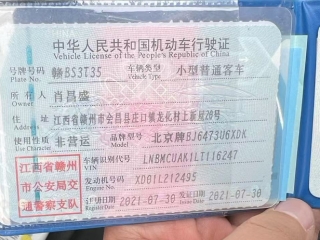 中华人民共和国机动车行驶证
Vehicle License of the People's Republic of China
号牌号码 赣BS3T35 车辆类型 小型普通客车
Plate No. Vehicle Type
所有人 肖昌盛
Owner
住址 江西省赣州市会昌县庄口镇龙化村上新屋28号
Address
使用性质 非营运 品牌型号 北京牌BJ6473U6XDK
Use Character Model
江西省赣州市公安局交通警察支队
车辆识别代号 LNBMCUAK1LT116247
VIN
发动机号码 XD01L212495
Engine No.
注册日期 2021-07-30 发证日期 2021-07-30
Register Date Issue Date